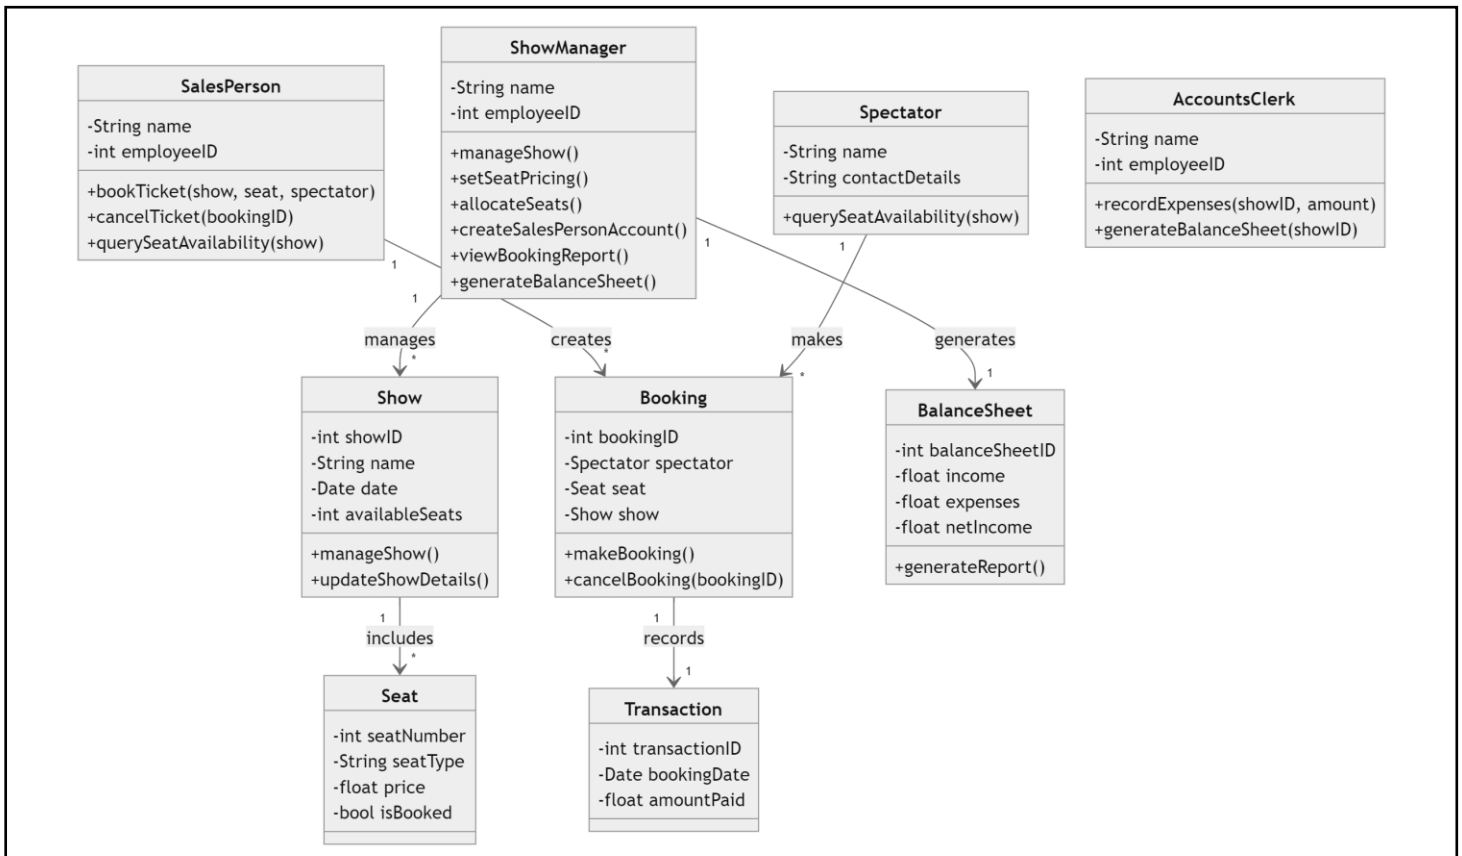 SalesPerson
-String name
-int employeeID
+bookTicket(show, seat, spectator)
+cancelTicket(bookingID)
+querySeatAvailability(show)
ShowManager
-String name
-int employeeID
+manageShow()
+setSeatPricing()
+allocateSeats()
+createSalesPersonAccount()
+viewBookingReport()
+generateBalanceSheet()
Spectator
-String name
-String contactDetails
+querySeatAvailability(show)
AccountsClerk
-String name
-int employeeID
+recordExpenses(showID, amount)
+generateBalanceSheet(showID)
1
1
1
1
manages
creates
makes
generates
*
*
*
1
Show
-int showID
-String name
-Date date
-int availableSeats
+manageShow()
+updateShowDetails()
Booking
-int bookingID
-Spectator spectator
-Seat seat
-Show show
+makeBooking()
+cancelBooking(bookingID)
BalanceSheet
-int balanceSheetID
-float income
-float expenses
-float netIncome
+generateReport()
1
includes
*
1
records
1
Seat
-int seatNumber
-String seatType
-float price
-bool isBooked
Transaction
-int transactionID
-Date bookingDate
-float amountPaid